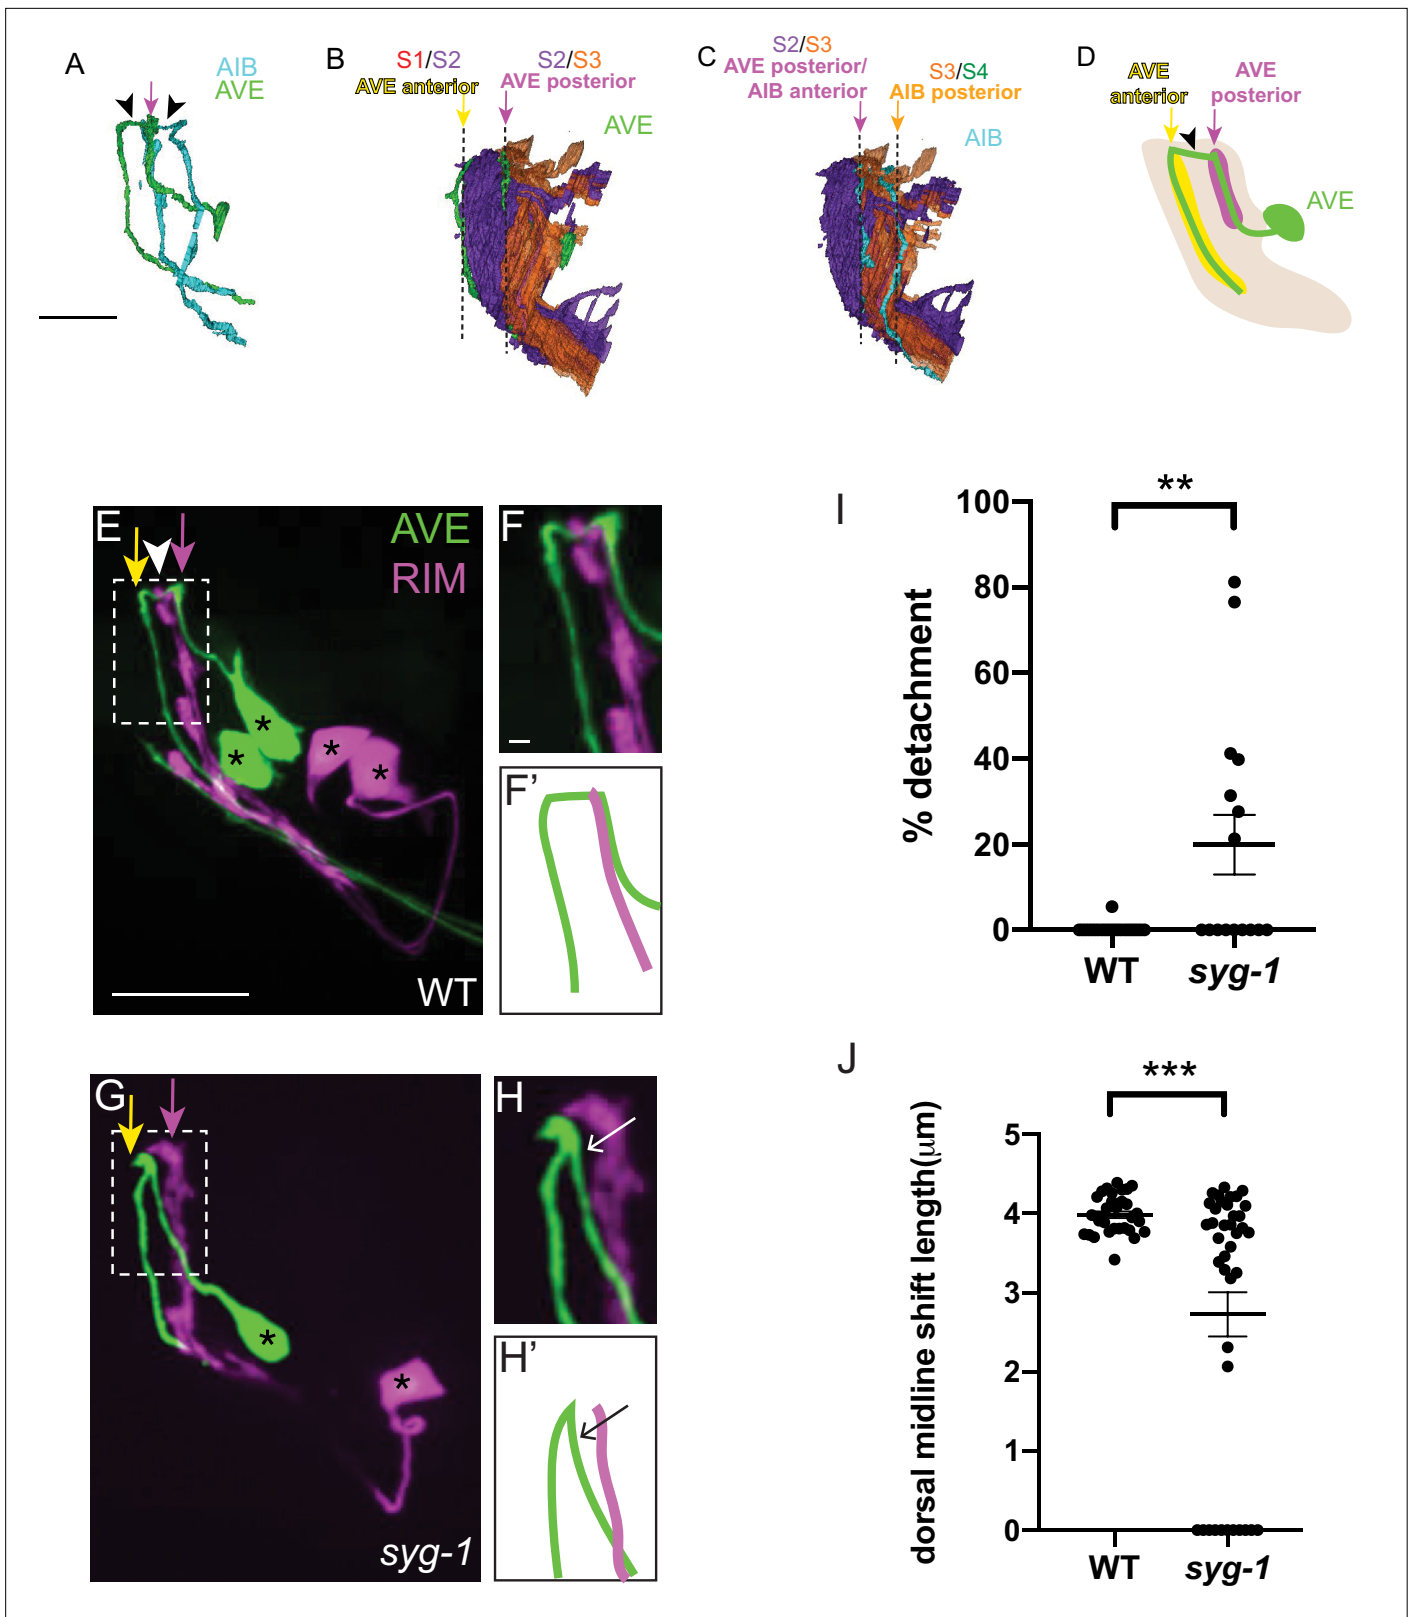 A
AIB
AVE
B
S1/S2
AVE anterior
S2/S3
AVE posterior
AVE
C
S2/S3
AVE posterior/
AIB anterior
S3/S4
AIB posterior
AIB
D
AVE
anterior
AVE
posterior
AVE
E
AVE
RIM
* * * *
WT
F
F’
G
* *
syg-1
H
H’
I
**
% detachment
100
80
60
40
20
0
WT
syg-1
J
***
dorsal midline shift length(μm)
5
4
3
2
1
0
WT
syg-1